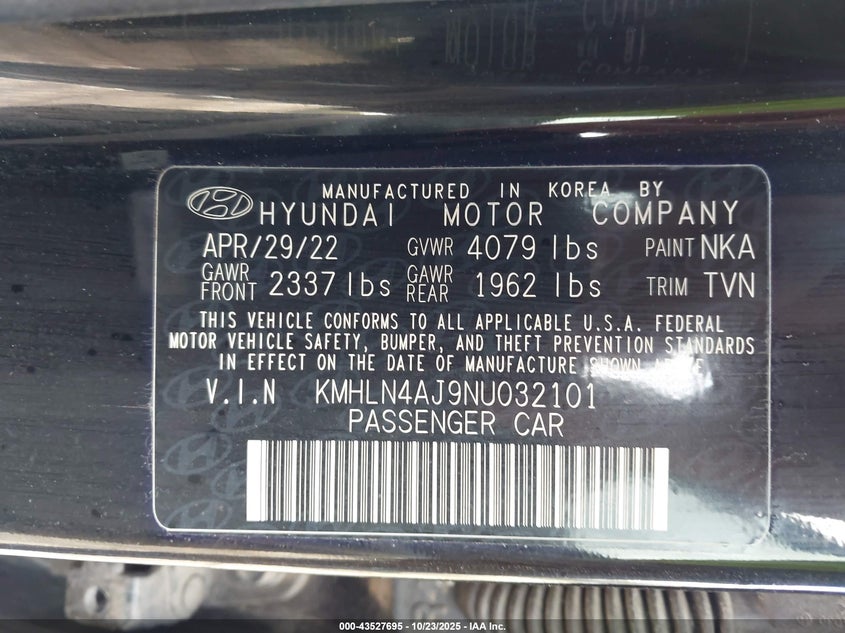 MANUFACTURED IN KOREA BY
HYUNDAI MOTOR COMPANY
APR/29/22 GVWR 4079 lbs PAINT NKA
GAWR FRONT 2337 lbs GAWR REAR 1962 lbs TRIM TVN
THIS VEHICLE CONFORMS TO ALL APPLICABLE U.S.A. FEDERAL
MOTOR VEHICLE SAFETY, BUMPER, AND THEFT PREVENTION STANDARDS
IN EFFECT ON THE DATE OF MANUFACTURE SHOWN ABOVE.
V.I.N KMHLN4AJ9NU032101
PASSENGER CAR
000-43527695 - 10/23/2025 - IAA Inc.